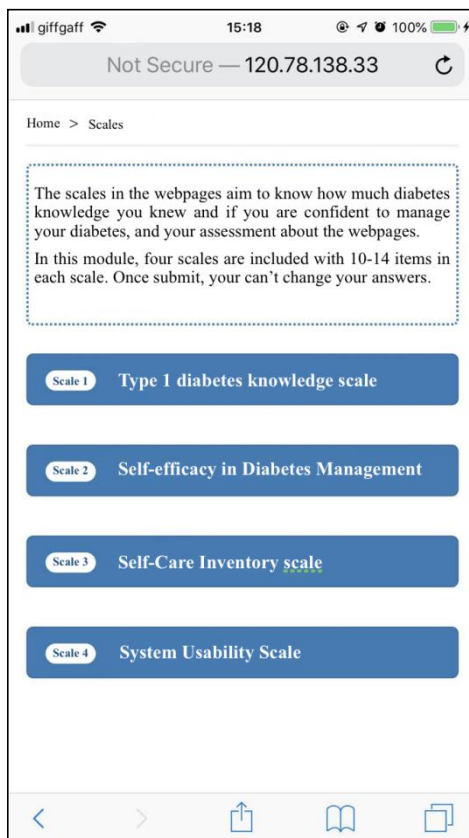 giffgaff 15:18 100%
Not Secure — 120.78.138.33
Home > Scales
The scales in the webpages aim to know how much diabetes
knowledge you knew and if you are confident to manage
your diabetes, and your assessment about the webpages.
In this module, four scales are included with 10-14 items in
each scale. Once submit, your can’t change your answers.
Scale 1 Type 1 diabetes knowledge scale
Scale 2 Self-efficacy in Diabetes Management
Scale 3 Self-Care Inventory scale
Scale 4 System Usability Scale